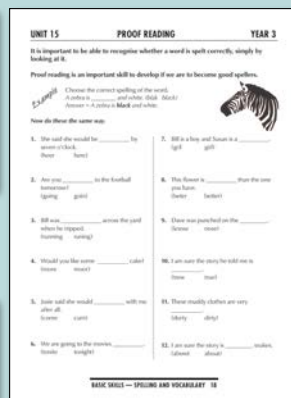 UNIT 15 PROOF READING YEAR 3
It is important to be able to recognise whether a word is spelt correctly, simply by
looking at it.
Proof reading is an important skill to develop if we are to become good spellers.
Example
Choose the correct spelling of the word.
A zebra is ________ and white. (blak black)
Answer = A zebra is black and white.
Now do these the same way.
1. She said she would be ________ by
seven o'clock.
(heer here)
2. Are you ________ to the football
tomorrow?
(going goin)
3. Bill was ________ across the yard
when he tripped.
(running runing)
4. Would you like some ________ cake?
(more moor)
5. Josie said she would ________ with me
after all.
(come cum)
6. We are going to the movies ________.
(tonite tonight)
7. Bill is a boy and Susan is a ________.
(gril girl)
8. This flower is ________ than the one
you have.
(beter better)
9. Dave was punched on the ________.
(nose)
10. I am sure the story he told me is
________.
(true)
11. These muddy clothes are very
________.
(durty dirty)
12. I am sure the story is ________ snakes.
(about)
BASIC SKILLS — SPELLING AND VOCABULARY 18